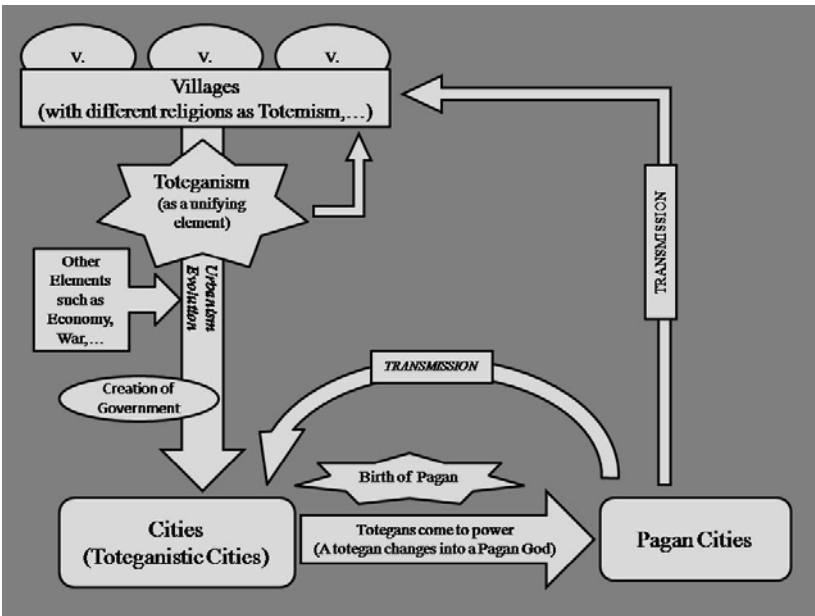 V.
V.
V.
Villages
(with different religions as Totemism,…)
Toteganism
(as a unifying
element)
Other
Elements
such as
Economy,
War,…
Urbanism
Evolution
Creation of
Government
TRANSMISSION
TRANSMISSION
Birth of Pagan
Cities
(Toteganistic Cities)
Totegans come to power
(A totegan changes into a Pagan God)
Pagan Cities